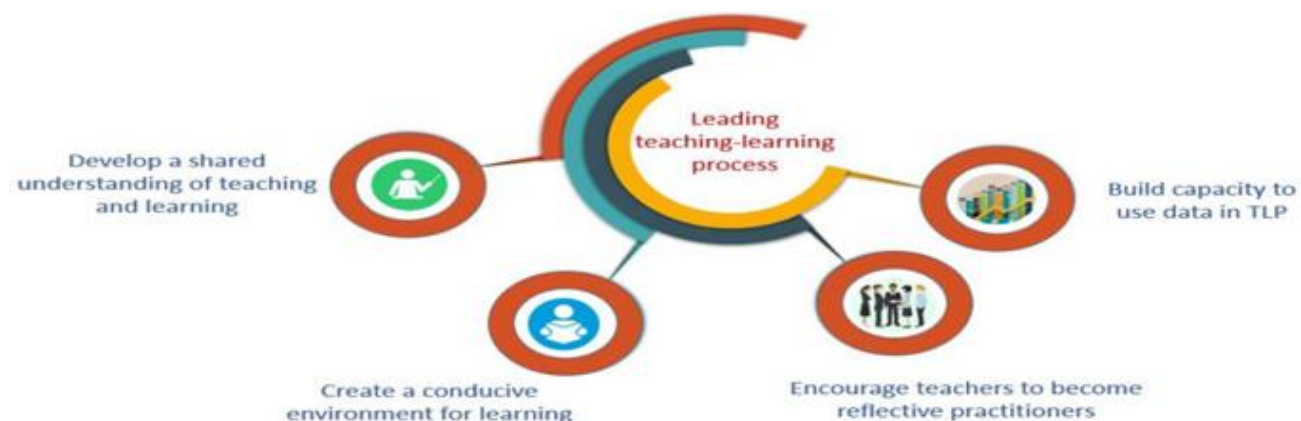 Leading
teaching-learning
process
Develop a shared
understanding of teaching
and learning
Create a conducive
environment for learning
Encourage teachers to become
reflective practitioners
Build capacity to
use data in TLP